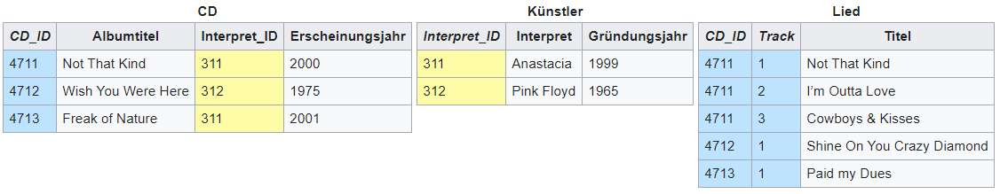 CD
CD_ID Albumtitel Interpret_ID Erscheinungsjahr
4711 Not That Kind 311 2000
4712 Wish You Were Here 312 1975
4713 Freak of Nature 311 2001
Künstler
Interpret_ID Interpret Gründungsjahr
311 Anastacia 1999
312 Pink Floyd 1965
Lied
CD_ID Track Titel
4711 1 Not That Kind
4711 2 I’m Outta Love
4711 3 Cowboys & Kisses
4712 1 Shine On You Crazy Diamond
4713 1 Paid my Dues